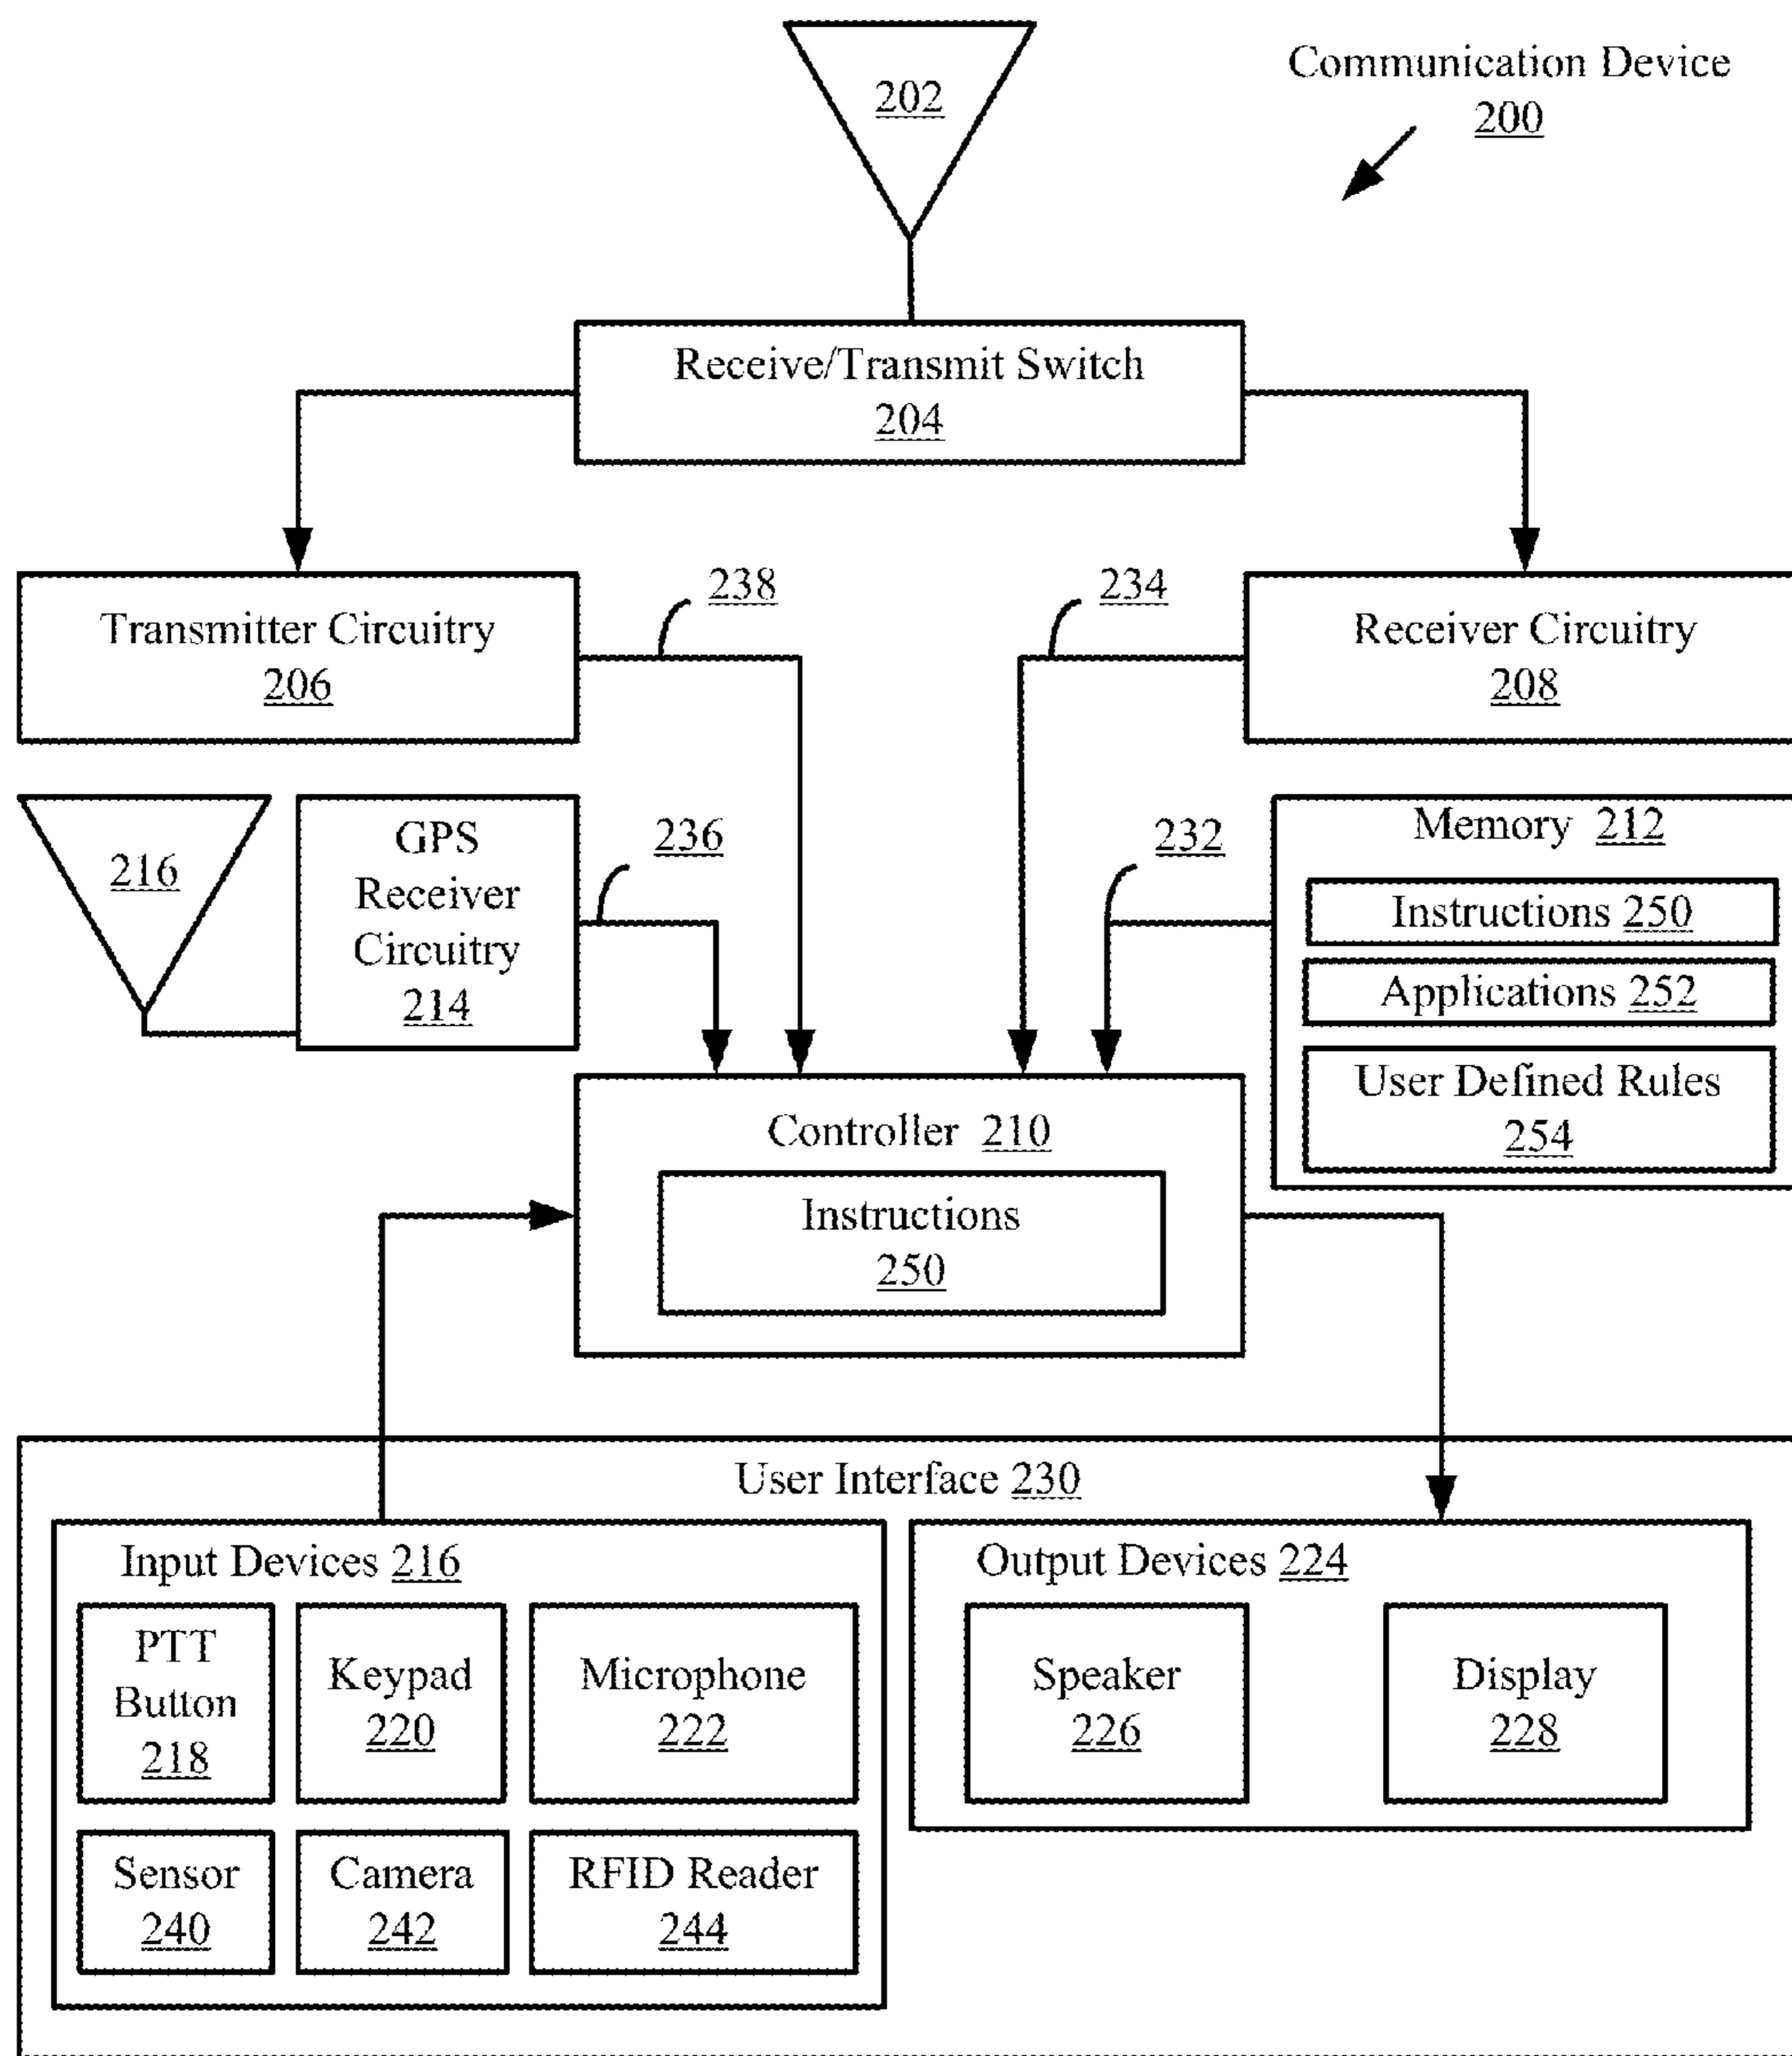 202
Communication Device
200
Receive/Transmit Switch
204
Transmitter Circuitry
206
238
234
Receiver Circuitry
208
216
GPS
Receiver
Circuitry
214
236
232
Memory 212
Instructions 250
Applications 252
User Defined Rules
254
Controller 210
Instructions
250
User Interface 230
Input Devices 216
PTT
Button
218
Keypad
220
Microphone
222
Sensor
240
Camera
242
RFID Reader
244
Output Devices 224
Speaker
226
Display
228